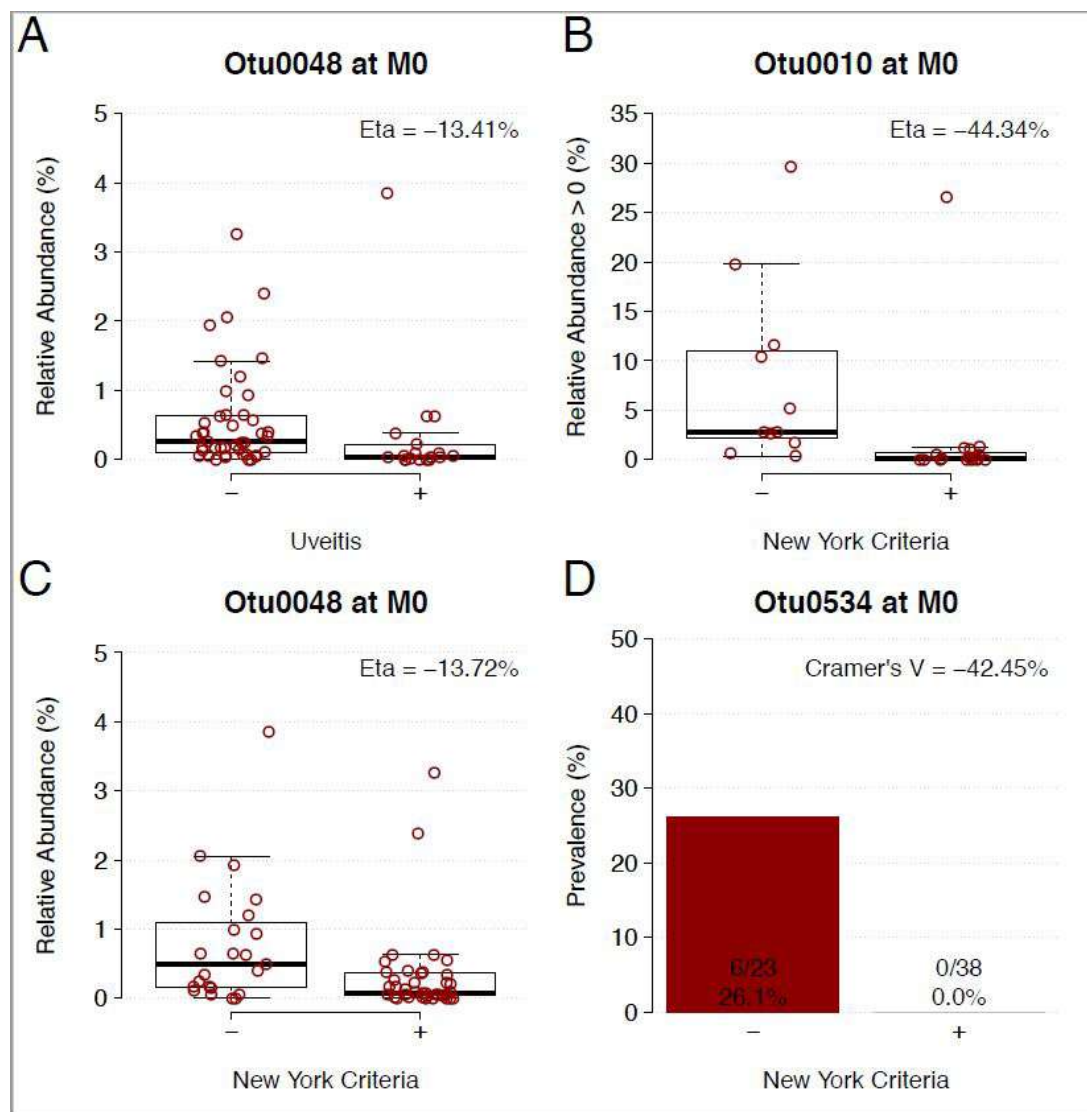 A
Otu0048 at M0
Eta = −13.41%
Relative Abundance (%)
5
4
3
2
1
0
− +
Uveitis
B
Otu0010 at M0
Eta = −44.34%
Relative Abundance > 0 (%)
35
30
25
20
15
10
5
0
− +
New York Criteria
C
Otu0048 at M0
Eta = −13.72%
Relative Abundance (%)
5
4
3
2
1
0
− +
New York Criteria
D
Otu0534 at M0
Cramer's V = −42.45%
Prevalence (%)
50
40
30
20
10
0
6/23 0/38
26.1% 0.0%
− +
New York Criteria